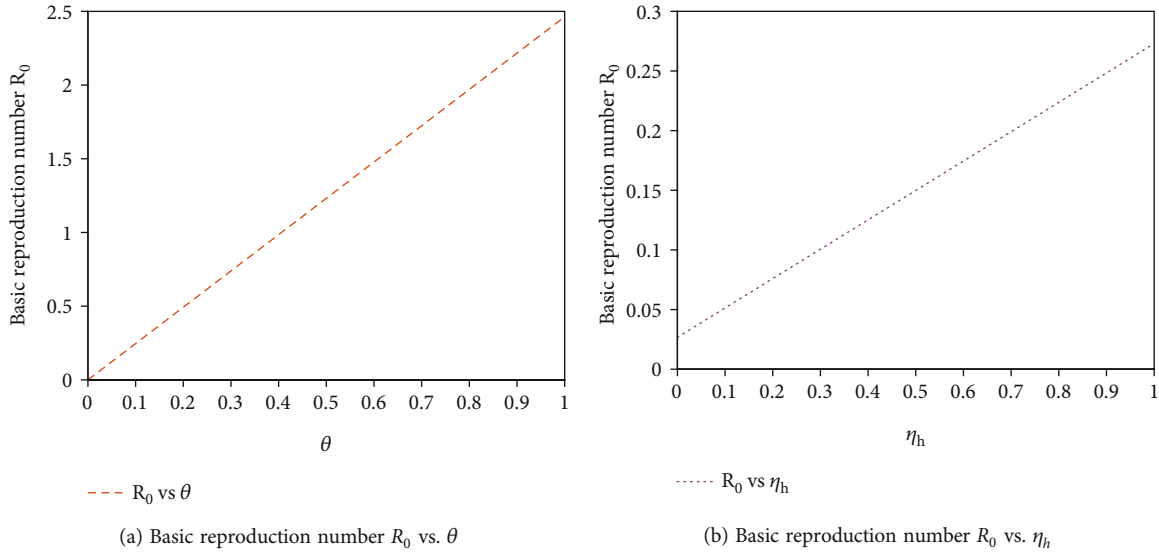 2.5
2
1.5
1
0.5
0
Basic reproduction number R₀
0 0.1 0.2 0.3 0.4 0.5 0.6 0.7 0.8 0.9 1
θ
R₀ vs θ
(a) Basic reproduction number R₀ vs. θ
0.3
0.25
0.2
0.15
0.1
0.05
0
Basic reproduction number R₀
0 0.1 0.2 0.3 0.4 0.5 0.6 0.7 0.8 0.9 1
ηₕ
R₀ vs ηₕ
(b) Basic reproduction number R₀ vs. ηₕ